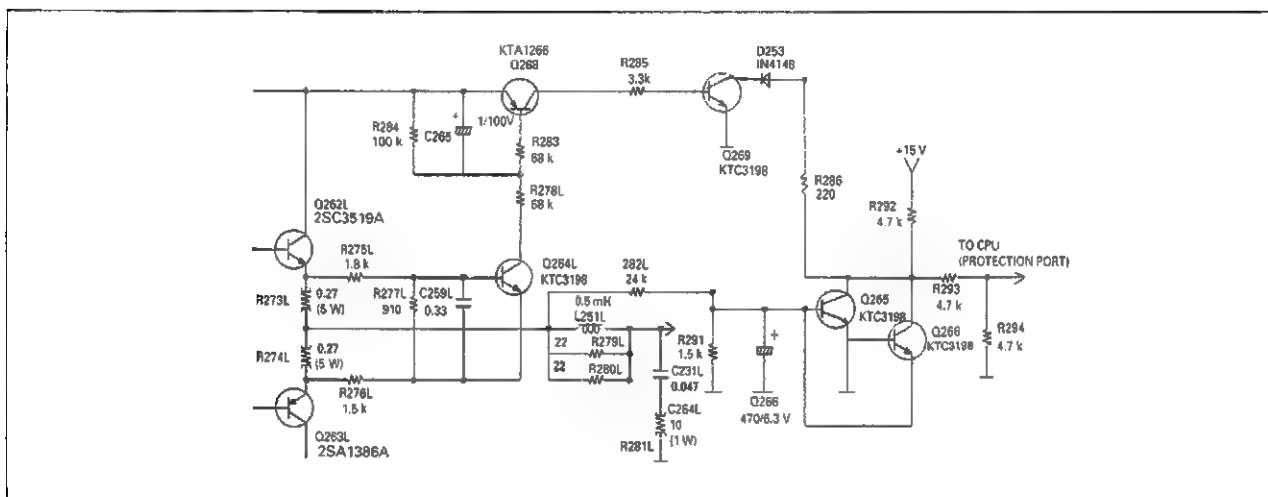 KTA1266
Q268
R285
3.3k
D253
IN4148
R284
100 k
C265
+
1/100V
R283
68 k
Q269
KTC3198
+15 V
R286
220
R278L
68 k
R292
4.7 k
Q262L
2SC3519A
R275L
1.8 k
Q264L
KTC3198
282L
24 k
TO CPU
(PROTECTION PORT)
R273L
0.27
(5 W)
R277L
910
C259L
0.33
0.5 mH
L251L
Q265
KTC3198
R293
4.7 k
R274L
0.27
(5 W)
22
R279L
22
R280L
R291
1.5 k
+
Q266
KTC3198
R294
4.7 k
R276L
1.5 k
C231L
0.047
Q266
470/6.3 V
Q263L
2SA1386A
C264L
10
(1 W)
R281L